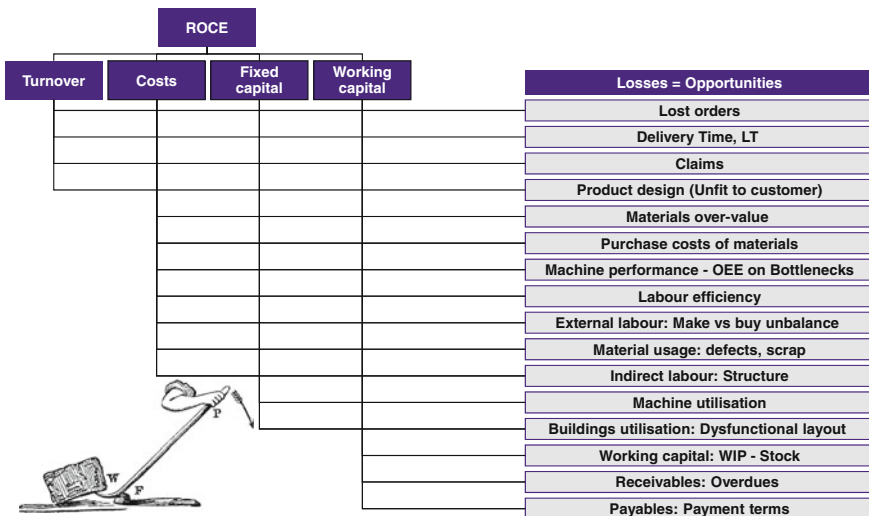 ROCE
Turnover
Costs
Fixed
capital
Working
capital
Losses = Opportunities
Lost orders
Delivery Time, LT
Claims
Product design (Unfit to customer)
Materials over-value
Purchase costs of materials
Machine performance - OEE on Bottlenecks
Labour efficiency
External labour: Make vs buy unbalance
Material usage: defects, scrap
Indirect labour: Structure
Machine utilisation
Buildings utilisation: Dysfunctional layout
Working capital: WIP - Stock
Receivables: Overdues
Payables: Payment terms
P
W
F